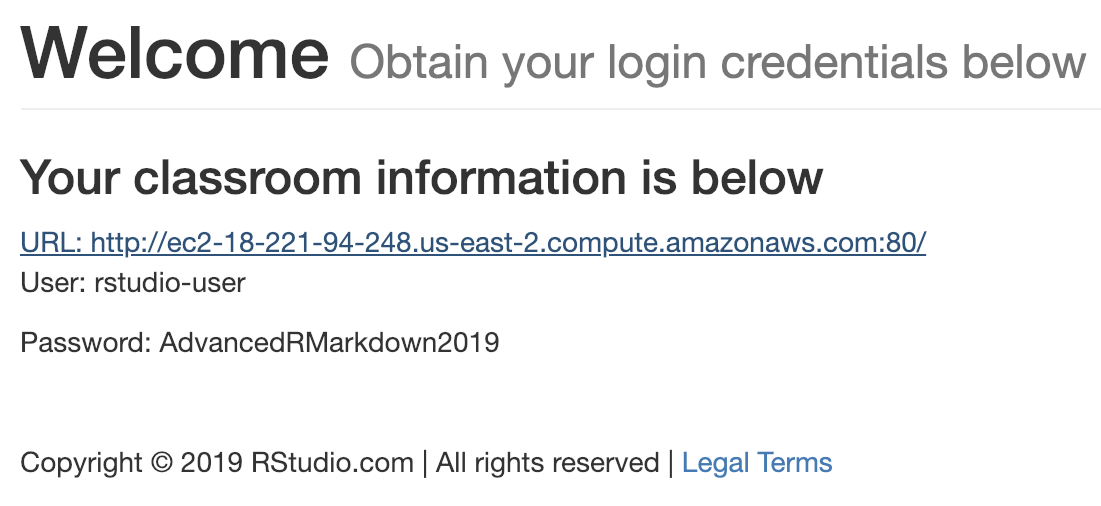 Welcome Obtain your login credentials below
Your classroom information is below
URL: http://ec2-18-221-94-248.us-east-2.compute.amazonaws.com:80/
User: rstudio-user
Password: AdvancedRMarkdown2019
Copyright © 2019 RStudio.com | All rights reserved | Legal Terms